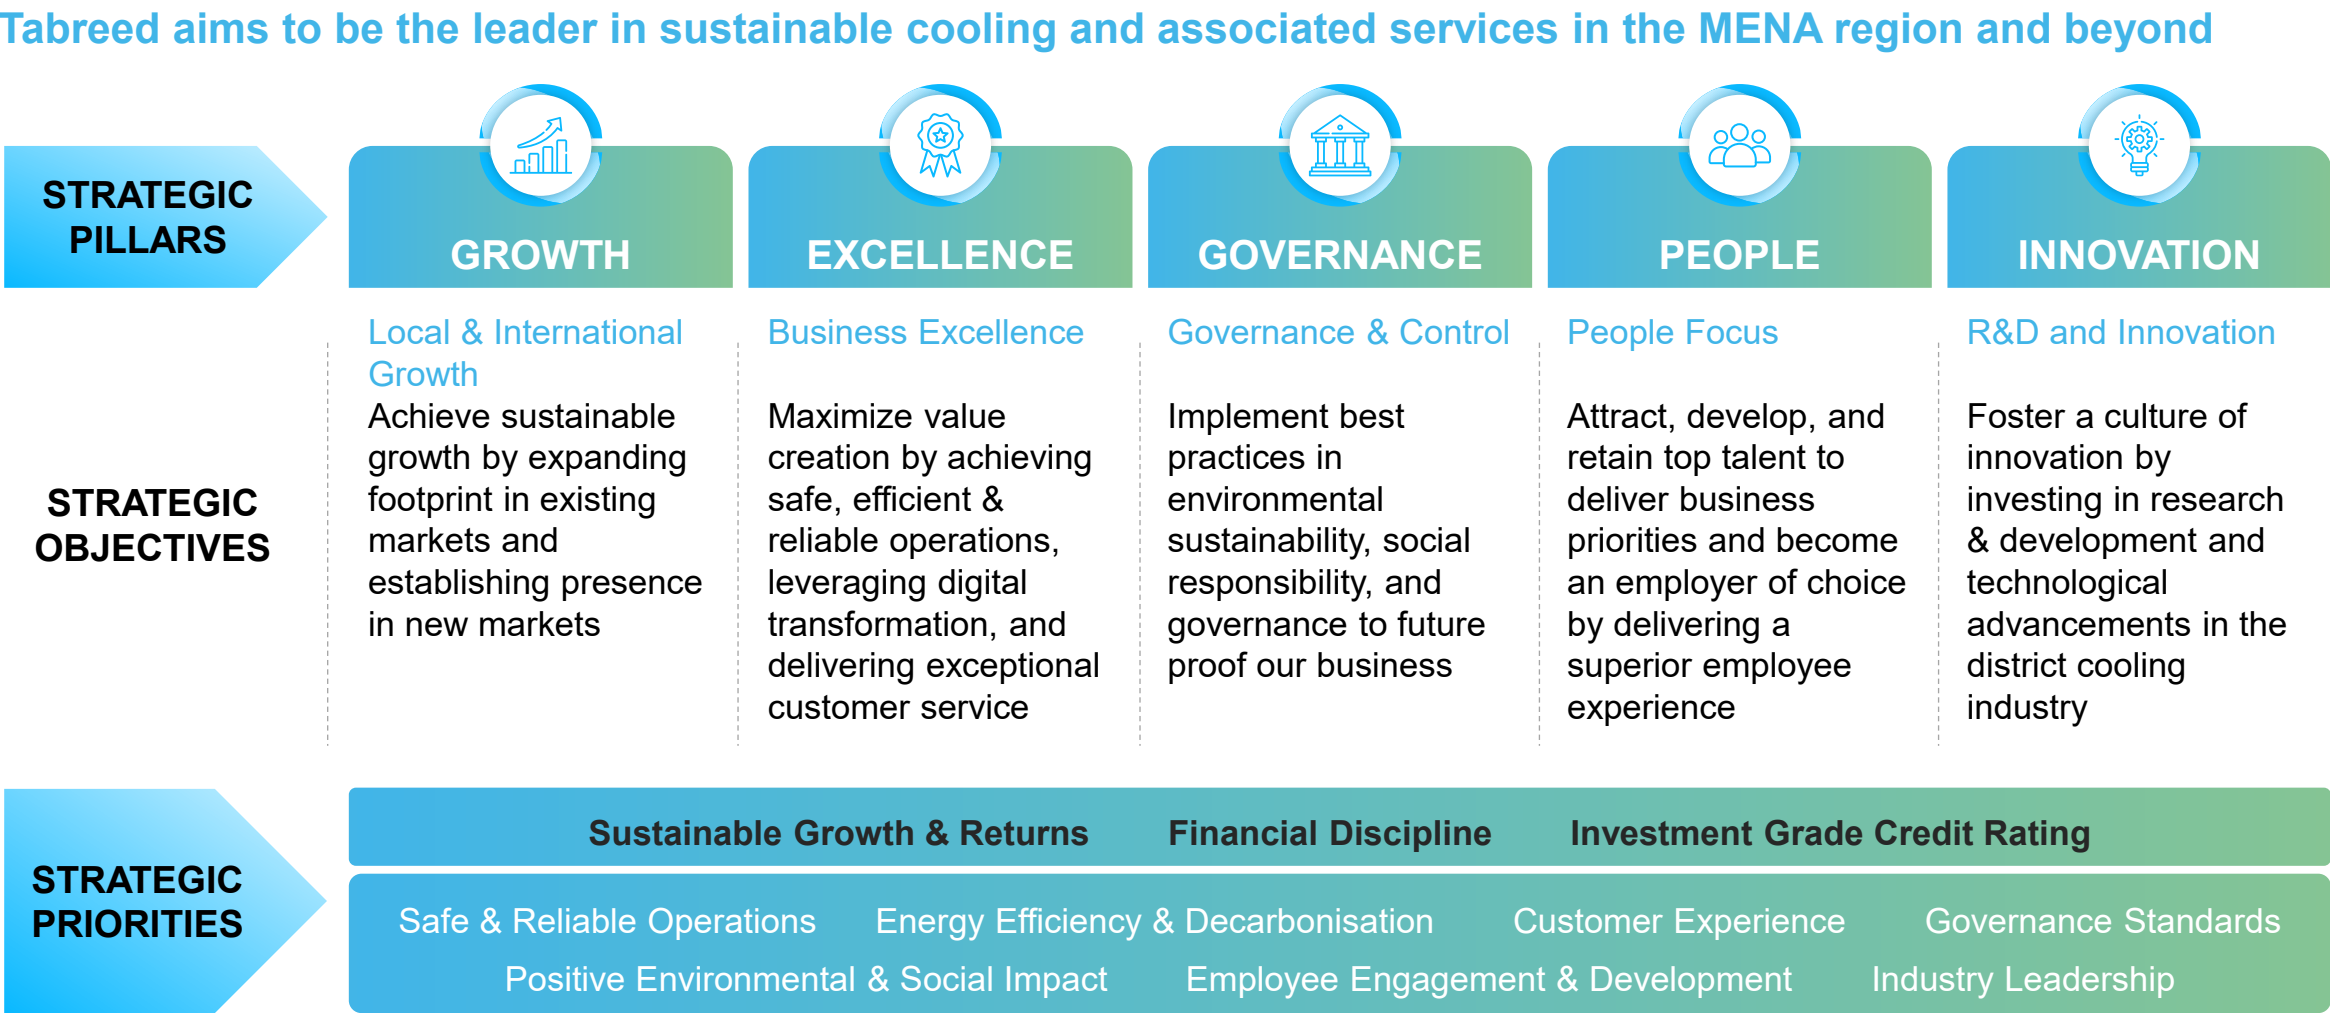 Tabreed aims to be the leader in sustainable cooling and associated services in the MENA region and beyond
STRATEGIC
PILLARS
GROWTH
EXCELLENCE
GOVERNANCE
PEOPLE
INNOVATION
STRATEGIC
OBJECTIVES
Local & International
Growth
Achieve sustainable
growth by expanding
footprint in existing
markets and
establishing presence
in new markets
Business Excellence
Maximize value
creation by achieving
safe, efficient &
reliable operations,
leveraging digital
transformation, and
delivering exceptional
customer service
Governance & Control
Implement best
practices in
environmental
sustainability, social
responsibility, and
governance to future
proof our business
People Focus
Attract, develop, and
retain top talent to
deliver business
priorities and become
an employer of choice
by delivering a
superior employee
experience
R&D and Innovation
Foster a culture of
innovation by
investing in research
& development and
technological
advancements in the
district cooling
industry
STRATEGIC
PRIORITIES
Sustainable Growth & Returns Financial Discipline Investment Grade Credit Rating
Safe & Reliable Operations Energy Efficiency & Decarbonisation Customer Experience Governance Standards
Positive Environmental & Social Impact Employee Engagement & Development Industry Leadership